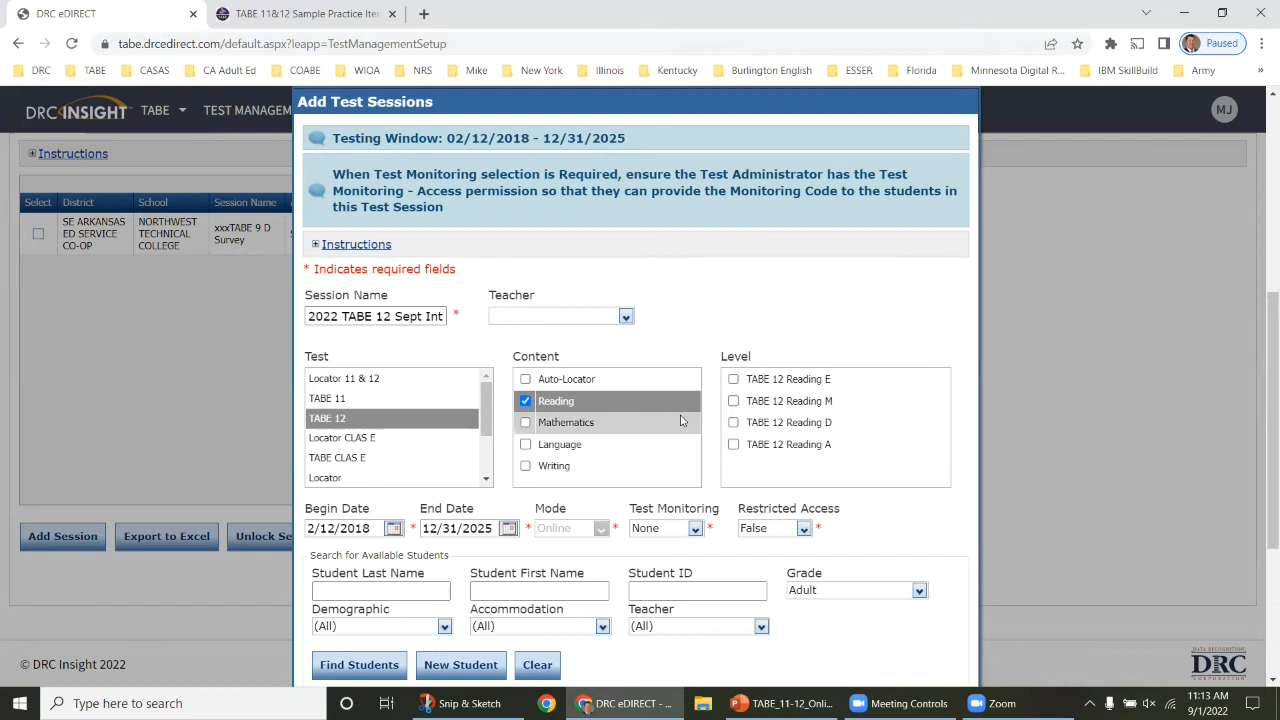 DRC eDIRECT
TABE 11&12 Sample Practice Iter
tabe.drcedirect.com/default.aspx?leapp=TestManagementSetup
Paused
DRC
TABE
CASAS
CA Adult Ed
COABE
WIOA
NRS
Mike
New York
Illinois
Kentucky
Burlington English
ESSER
Florida
Minnesota Digital R...
IBM SkillBuild
Army
DRC INSIGHT
TABE
TEST MANAGEM
MJ
Instructions
Select
District
School
Session Name
SE ARKANSAS
ED SERVICE
CO-OP
NORTHWEST
TECHNICAL
COLLEGE
xxxTABE 9 D
Survey
Add Session
Export to Excel
Unlock Se
Add Test Sessions
Testing Window: 02/12/2018 - 12/31/2025
When Test Monitoring selection is Required, ensure the Test Administrator has the Test
Monitoring - Access permission so that they can provide the Monitoring Code to the students in
this Test Session
Instructions
* Indicates required fields
Session Name
Teacher
2022 TABE 12 Sept Int
*
Test
Content
Level
Locator 11 & 12
TABE 11
TABE 12
Locator CLAS E
TABE CLAS E
Locator
Auto-Locator
Reading
Mathematics
Language
Writing
TABE 12 Reading E
TABE 12 Reading M
TABE 12 Reading D
TABE 12 Reading A
Begin Date
End Date
Mode
Test Monitoring
Restricted Access
2/12/2018 *
12/31/2025 *
Online *
None *
False *
Search for Available Students
Student Last Name
Student First Name
Student ID
Grade
Adult
Demographic
Accommodation
Teacher
(All)
(All)
(All)
Find Students
New Student
Clear
© DRC Insight 2022
DATA RECOGNITION
DRC
CORPORATION
Type here to search
Snip & Sketch
DRC eDIRECT - ...
TABE_11-12_Onli...
Meeting Controls
Zoom
11:13 AM
9/1/2022